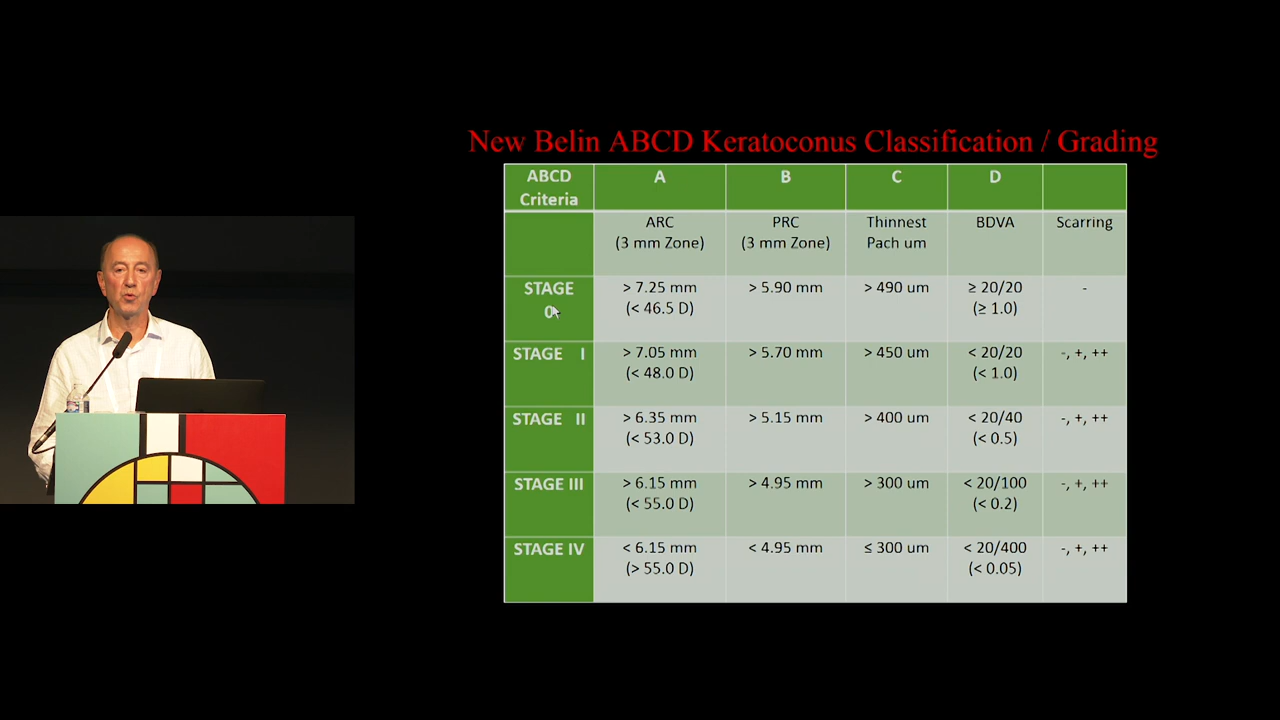 New Belin ABCD Keratoconus Classification / Grading
ABCD Criteria A B C D
ARC (3 mm Zone) PRC (3 mm Zone) Thinnest Pach um BDVA Scarring
STAGE 0 > 7.25 mm (< 46.5 D) > 5.90 mm > 490 um ≥ 20/20 (≥ 1.0) -
STAGE I > 7.05 mm (< 48.0 D) > 5.70 mm > 450 um < 20/20 (< 1.0) -, +, ++
STAGE II > 6.35 mm (< 53.0 D) > 5.15 mm > 400 um < 20/40 (< 0.5) -, +, ++
STAGE III > 6.15 mm (< 55.0 D) > 4.95 mm > 300 um < 20/100 (< 0.2) -, +, ++
STAGE IV < 6.15 mm (> 55.0 D) < 4.95 mm ≤ 300 um < 20/400 (< 0.05) -, +, ++